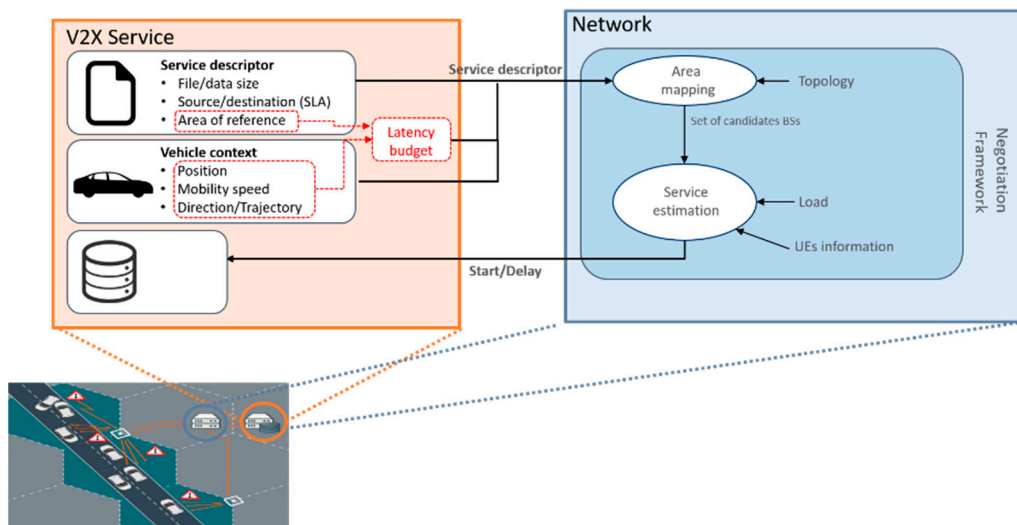 V2X Service
Service descriptor
• File/data size
• Source/destination (SLA)
• Area of reference
Latency
budget
Vehicle context
• Position
• Mobility speed
• Direction/Trajectory
Service descriptor
Start/Delay
Network
Area
mapping
Topology
Set of candidates BSs
Service
estimation
Load
UEs information
Negotiation
Framework